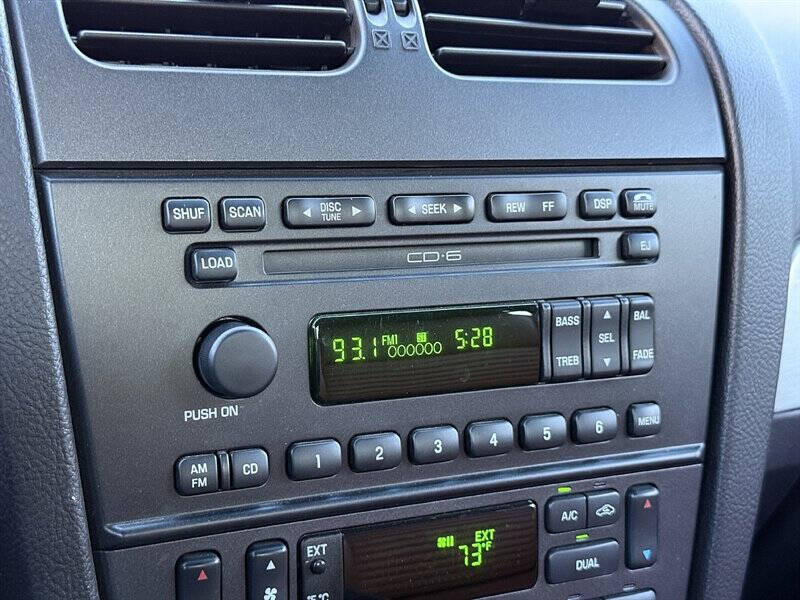 SHUF SCAN DISC TUNE SEEK REW FF DSP MUTE
LOAD CD·6 EJ
93.1 FM1 000000 5:28 BASS TREB SEL BAL FADE
PUSH ON
AM FM CD 1 2 3 4 5 6 MENU
EXT EXT 73°F A/C
DUAL
°F °C